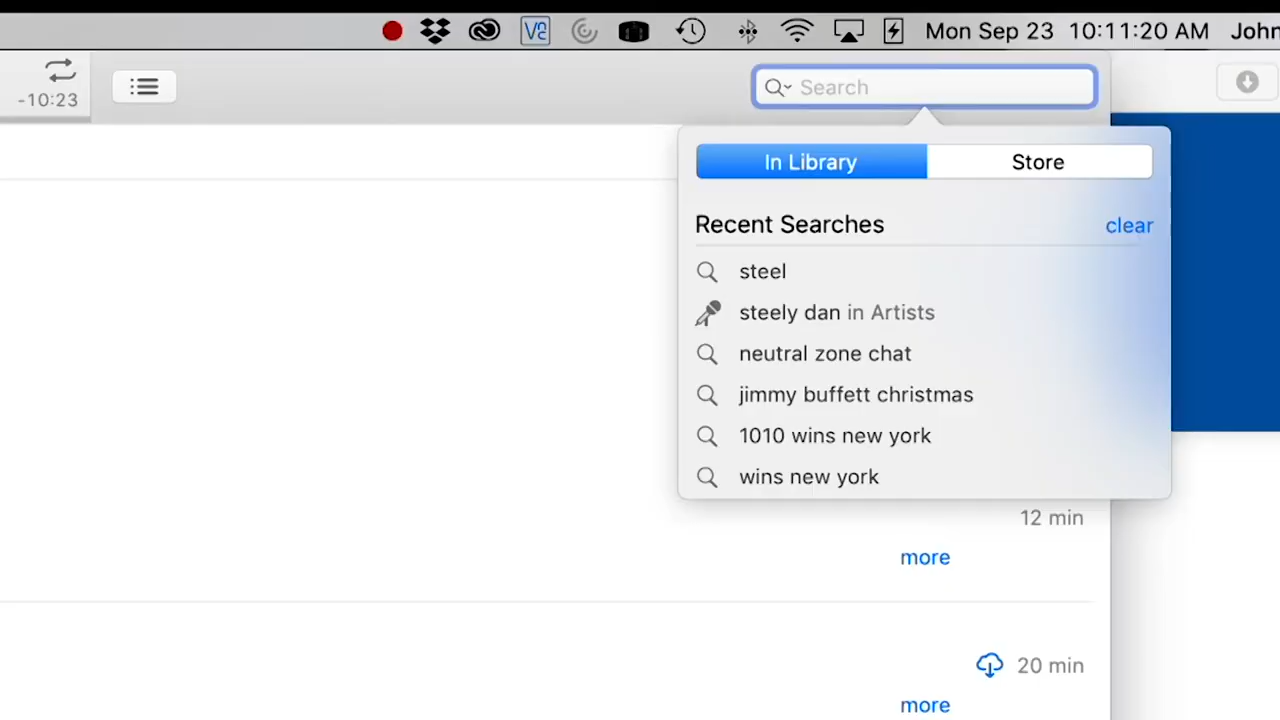 Mon Sep 23 10:11:20 AM John
-10:23
Search
In Library Store
Recent Searches clear
steel
steely dan in Artists
neutral zone chat
jimmy buffett christmas
1010 wins new york
wins new york
12 min
more
20 min
more